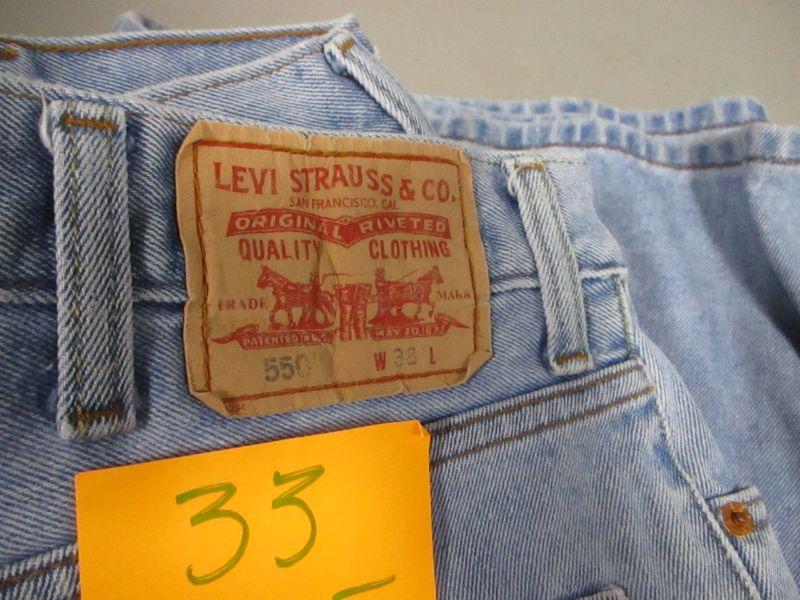 LEVI STRAUSS & CO.
SAN FRANCISCO, CAL
ORIGINAL RIVETED
QUALITY CLOTHING
TRADE MARK
PATENTED IN U.S. MAY 20 1873
550 W 38 L
33